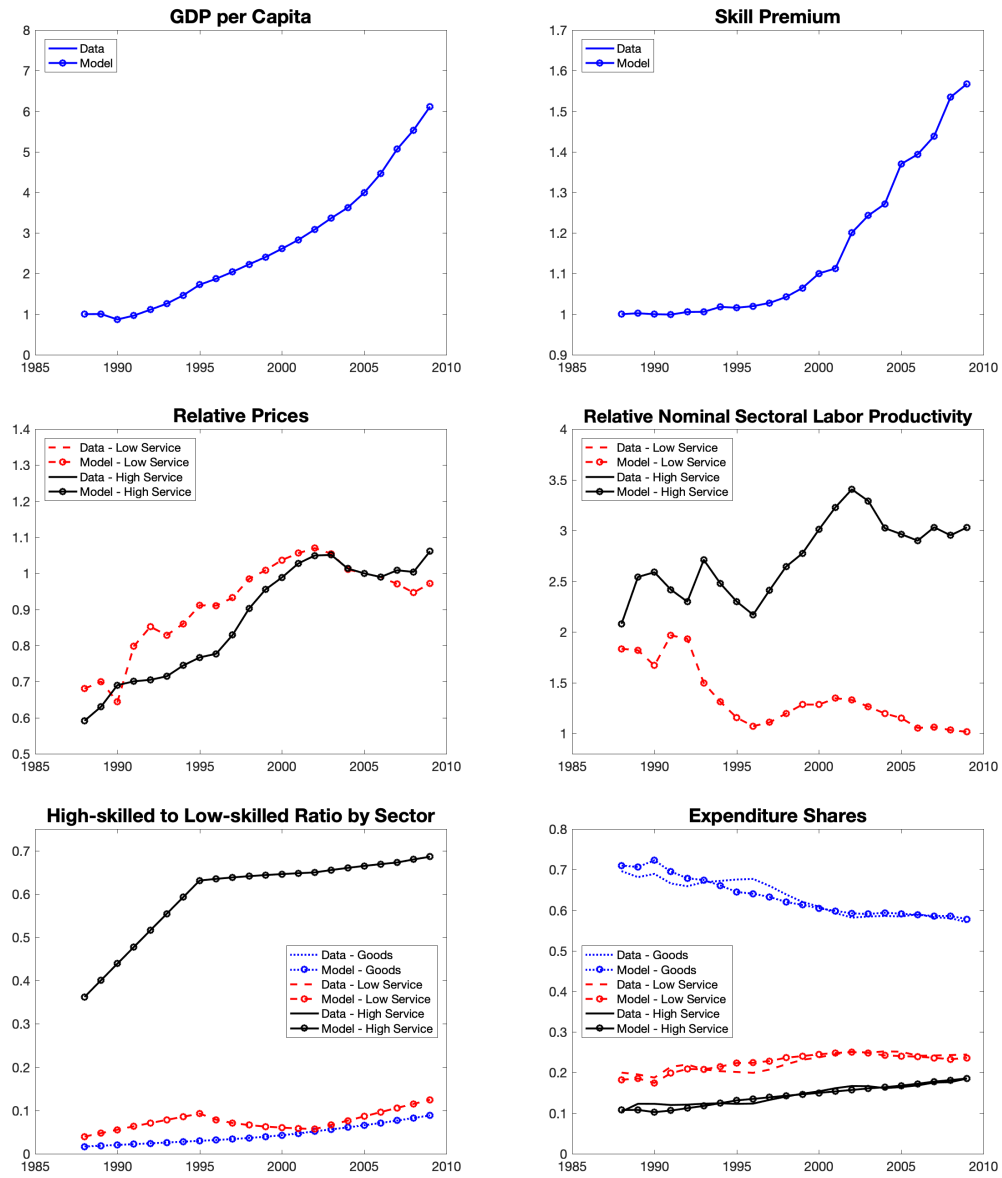 GDP per Capita
8
7
6
5
4
3
2
1
0
1985 1990 1995 2000 2005 2010
Data
Model
Skill Premium
1.7
1.6
1.5
1.4
1.3
1.2
1.1
1
0.9
1985 1990 1995 2000 2005 2010
Data
Model
Relative Prices
1.4
1.3
1.2
1.1
1
0.9
0.8
0.7
0.6
0.5
1985 1990 1995 2000 2005 2010
Data - Low Service
Model - Low Service
Data - High Service
Model - High Service
Relative Nominal Sectoral Labor Productivity
4
3.5
3
2.5
2
1.5
1
1985 1990 1995 2000 2005 2010
Data - Low Service
Model - Low Service
Data - High Service
Model - High Service
High-skilled to Low-skilled Ratio by Sector
0.7
0.6
0.5
0.4
0.3
0.2
0.1
0
1985 1990 1995 2000 2005 2010
Data - Goods
Model - Goods
Data - Low Service
Model - Low Service
Data - High Service
Model - High Service
Expenditure Shares
0.8
0.7
0.6
0.5
0.4
0.3
0.2
0.1
0
1985 1990 1995 2000 2005 2010
Data - Goods
Model - Goods
Data - Low Service
Model - Low Service
Data - High Service
Model - High Service